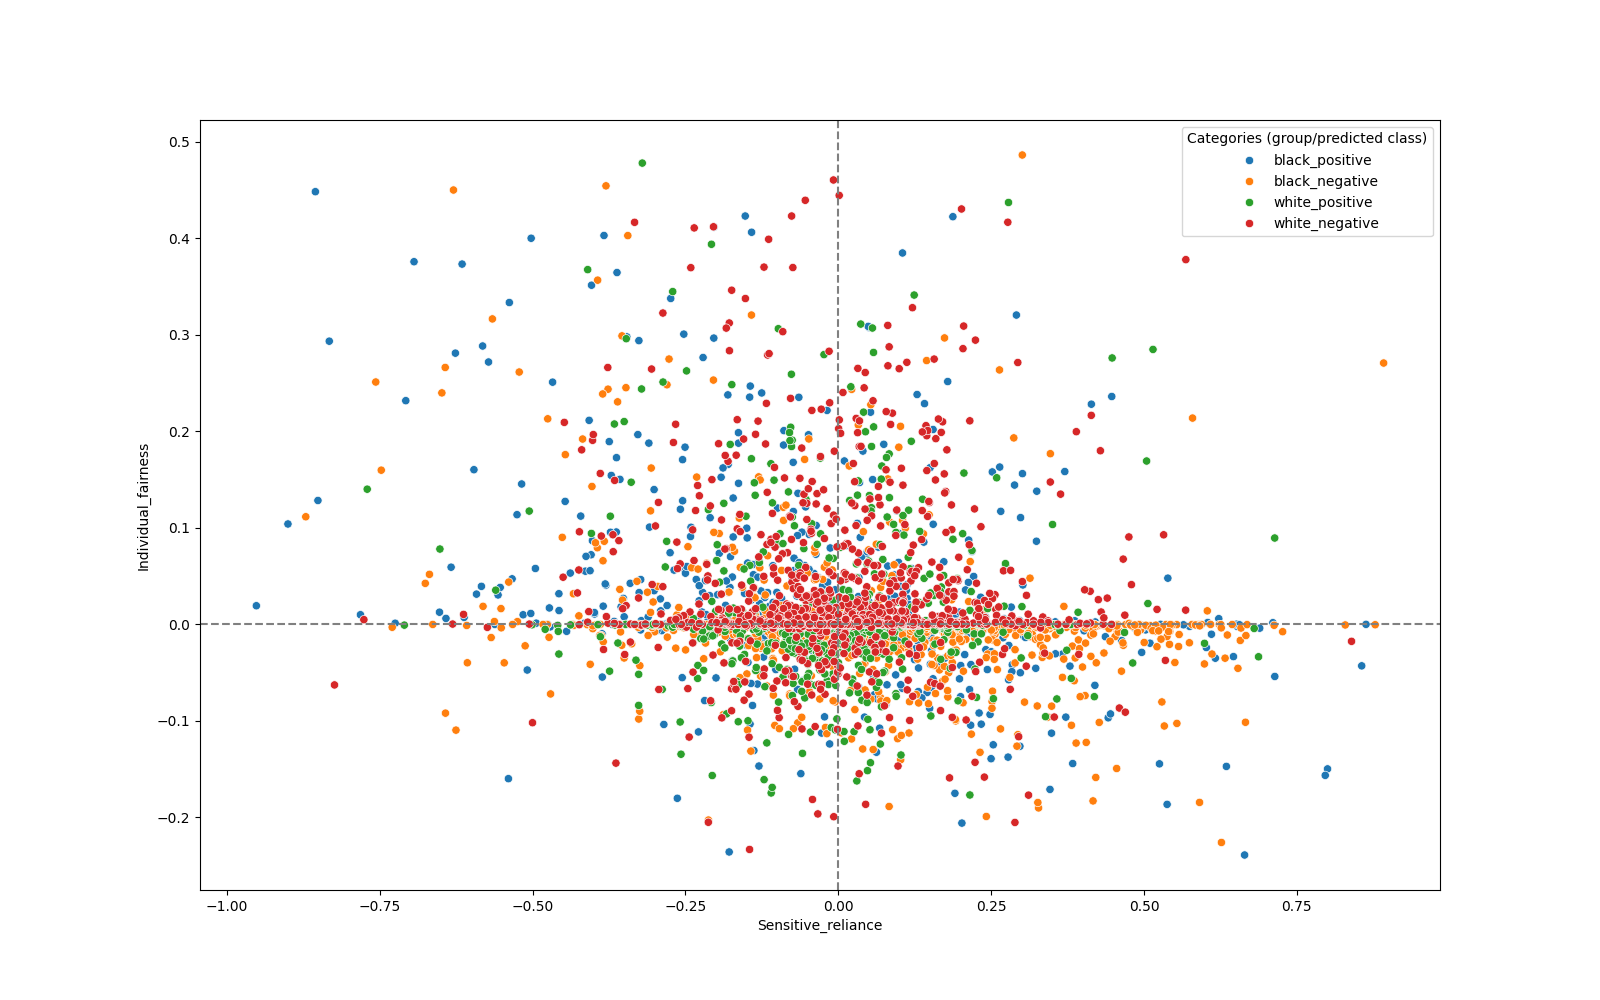 Categories (group/predicted class)
black_positive
black_negative
white_positive
white_negative
0.5
0.4
0.3
0.2
0.1
0.0
−0.1
−0.2
Individual_fairness
−1.00
−0.75
−0.50
−0.25
0.00
0.25
0.50
0.75
Sensitive_reliance